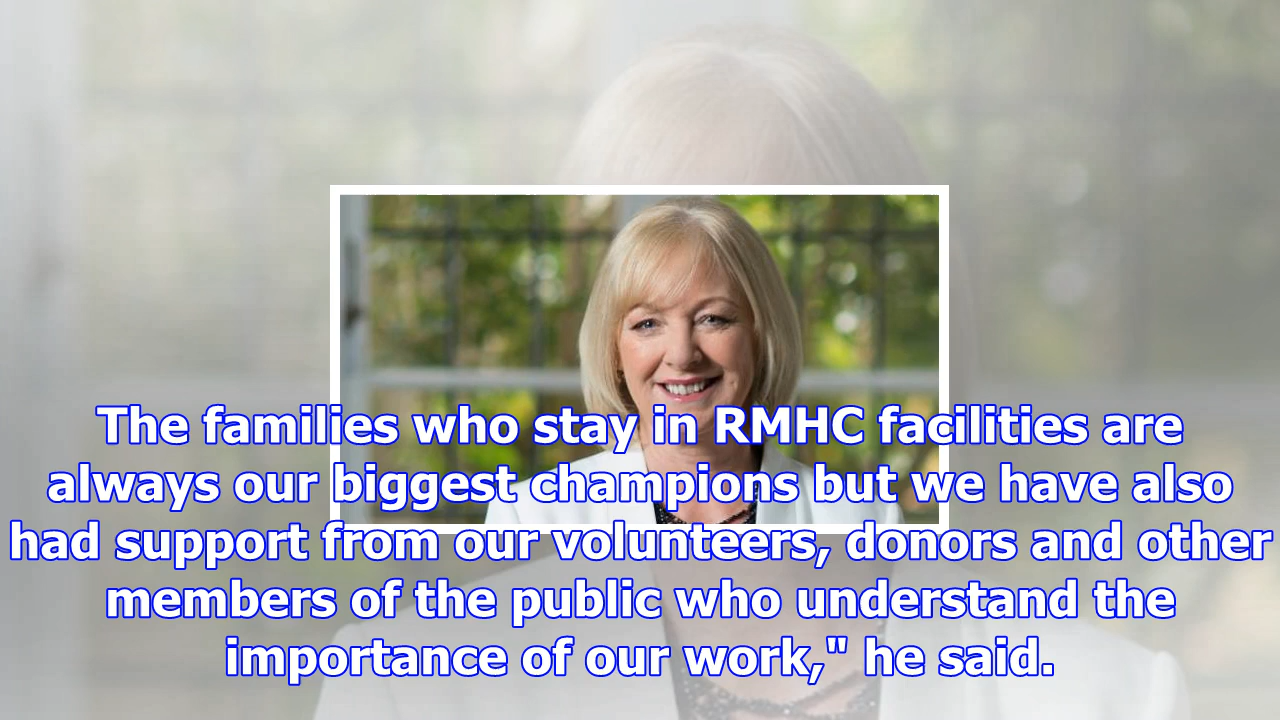 The families who stay in RMHC facilities are
always our biggest champions but we have also
had support from our volunteers, donors and other
members of the public who understand the
importance of our work," he said.